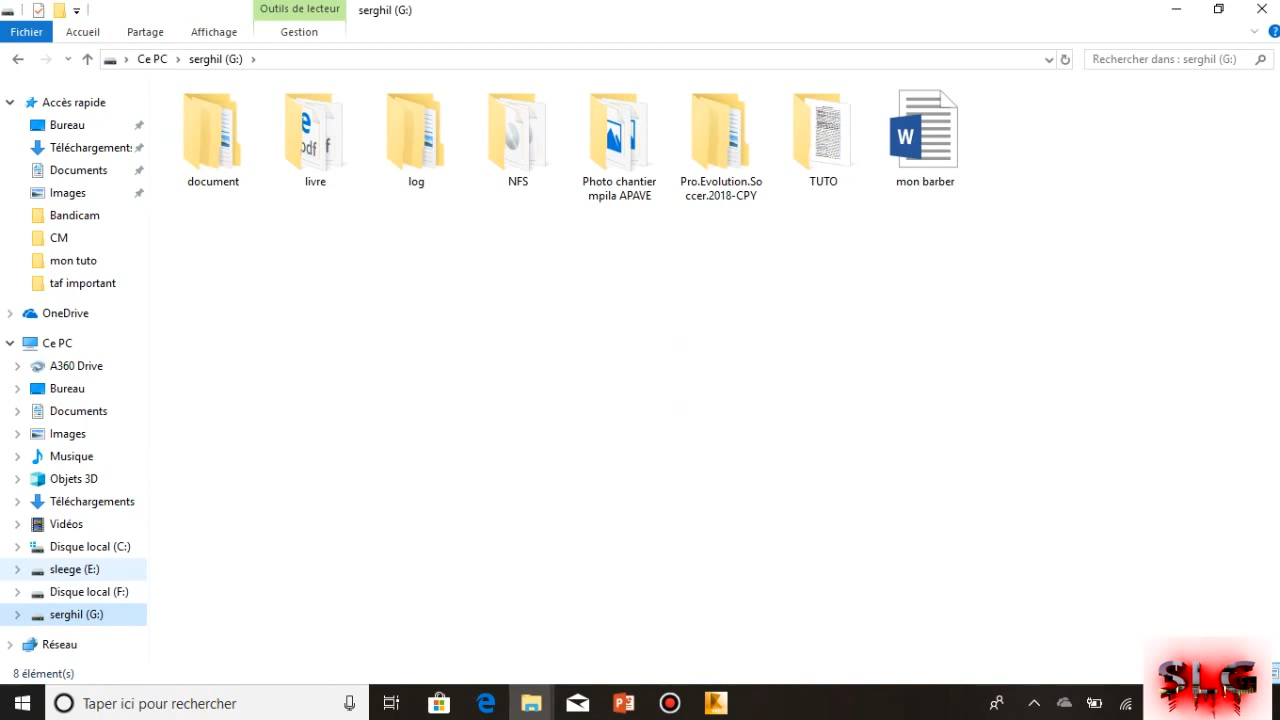 Outils de lecteur
serghil (G:)
Fichier
Accueil
Partage
Affichage
Gestion
Ce PC
serghil (G:)
Rechercher dans : serghil (G:)
Accès rapide
Bureau
Téléchargements
Documents
Images
Bandicam
CM
mon tuto
taf important
OneDrive
Ce PC
A360 Drive
Bureau
Documents
Images
Musique
Objets 3D
Téléchargements
Vidéos
Disque local (C:)
sleege (E:)
Disque local (F:)
serghil (G:)
Réseau
document
livre
log
NFS
Photo chantier
mpila APAVE
Pro.Evolution.So
ccer.2018-CPY
TUTO
W
mon barber
8 élément(s)
Taper ici pour rechercher
SLG